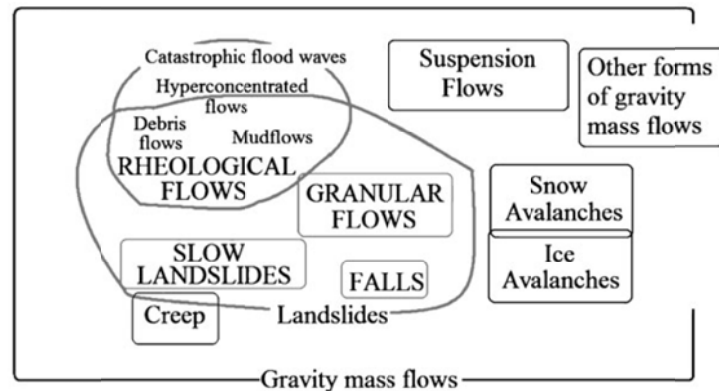 Catastrophic flood waves
Hyperconcentrated
flows
Debris
flows
Mudflows
RHEOLOGICAL
FLOWS
Suspension
Flows
Other forms
of gravity
mass flows
GRANULAR
FLOWS
Snow
Avalanches
Ice
Avalanches
SLOW
LANDSLIDES
FALLS
Creep
Landslides
Gravity mass flows